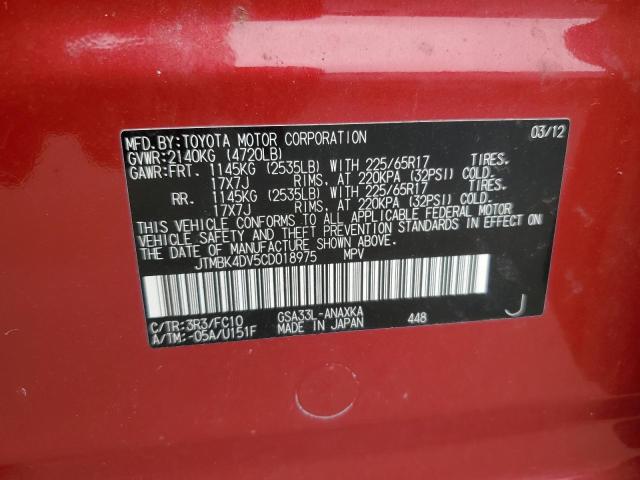 MFD.BY:TOYOTA MOTOR CORPORATION 03/12
GVWR:2140KG (4720LB)
GAWR:FRT. 1145KG (2535LB) WITH 225/65R17 TIRES.
17X7J RIMS, AT 220KPA (32PSI) COLD.
RR. 1145KG (2535LB) WITH 225/65R17 TIRES.
17X7J RIMS, AT 220KPA (32PSI) COLD.
THIS VEHICLE CONFORMS TO ALL APPLICABLE FEDERAL MOTOR
VEHICLE SAFETY AND THEFT PREVENTION STANDARDS IN EFFECT ON
THE DATE OF MANUFACTURE SHOWN ABOVE.
JTMBK4DV5CD018975 MPV
C/TR:3R3/FC10 GSA33L-ANAXKA 448 J
A/TM:-05A/U151F MADE IN JAPAN